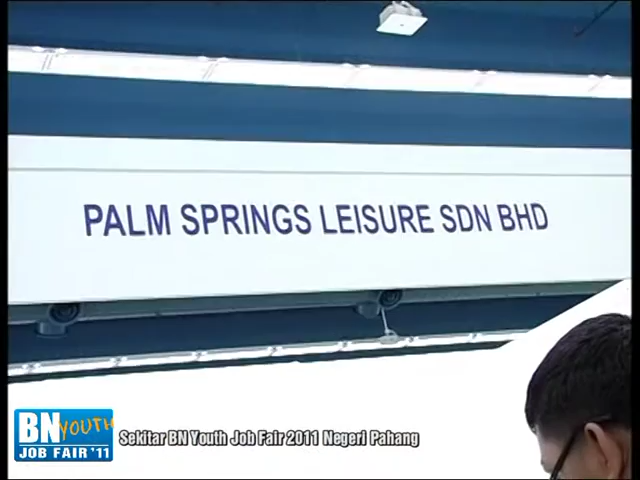 PALM SPRINGS LEISURE SDN BHD
BN YOUTH
JOB FAIR '11
Sekitar BN Youth Job Fair 2011 Negeri Pahang